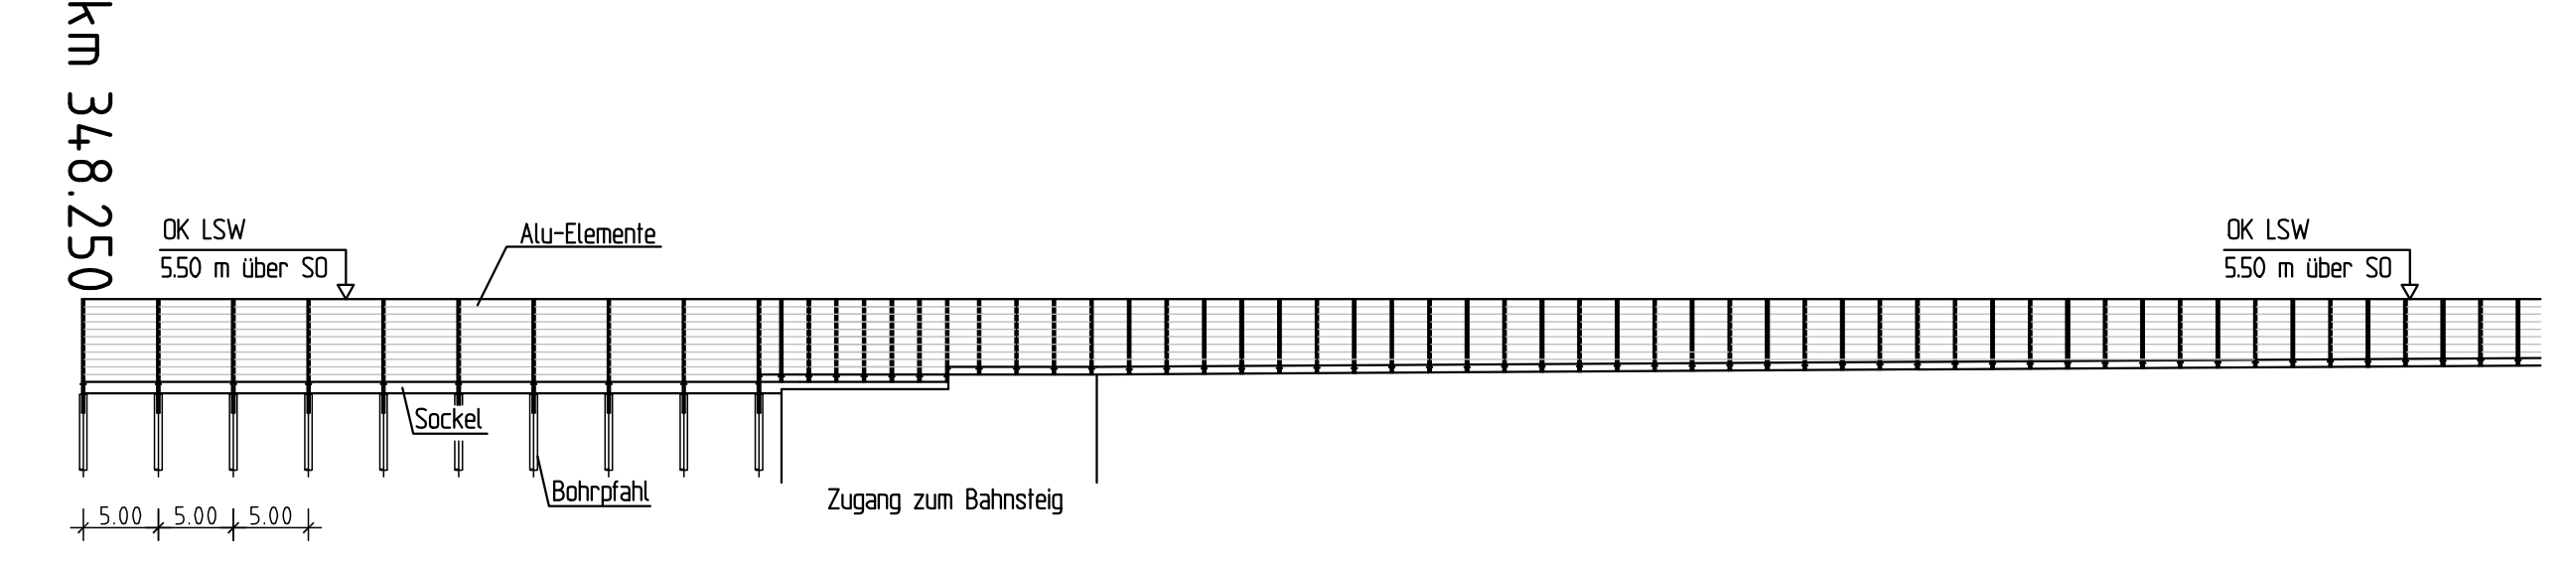 km 348.250
OK LSW
5.50 m über SO
Alu-Elemente
OK LSW
5.50 m über SO
Sockel
Bohrpfahl
Zugang zum Bahnsteig
5.00 5.00 5.00